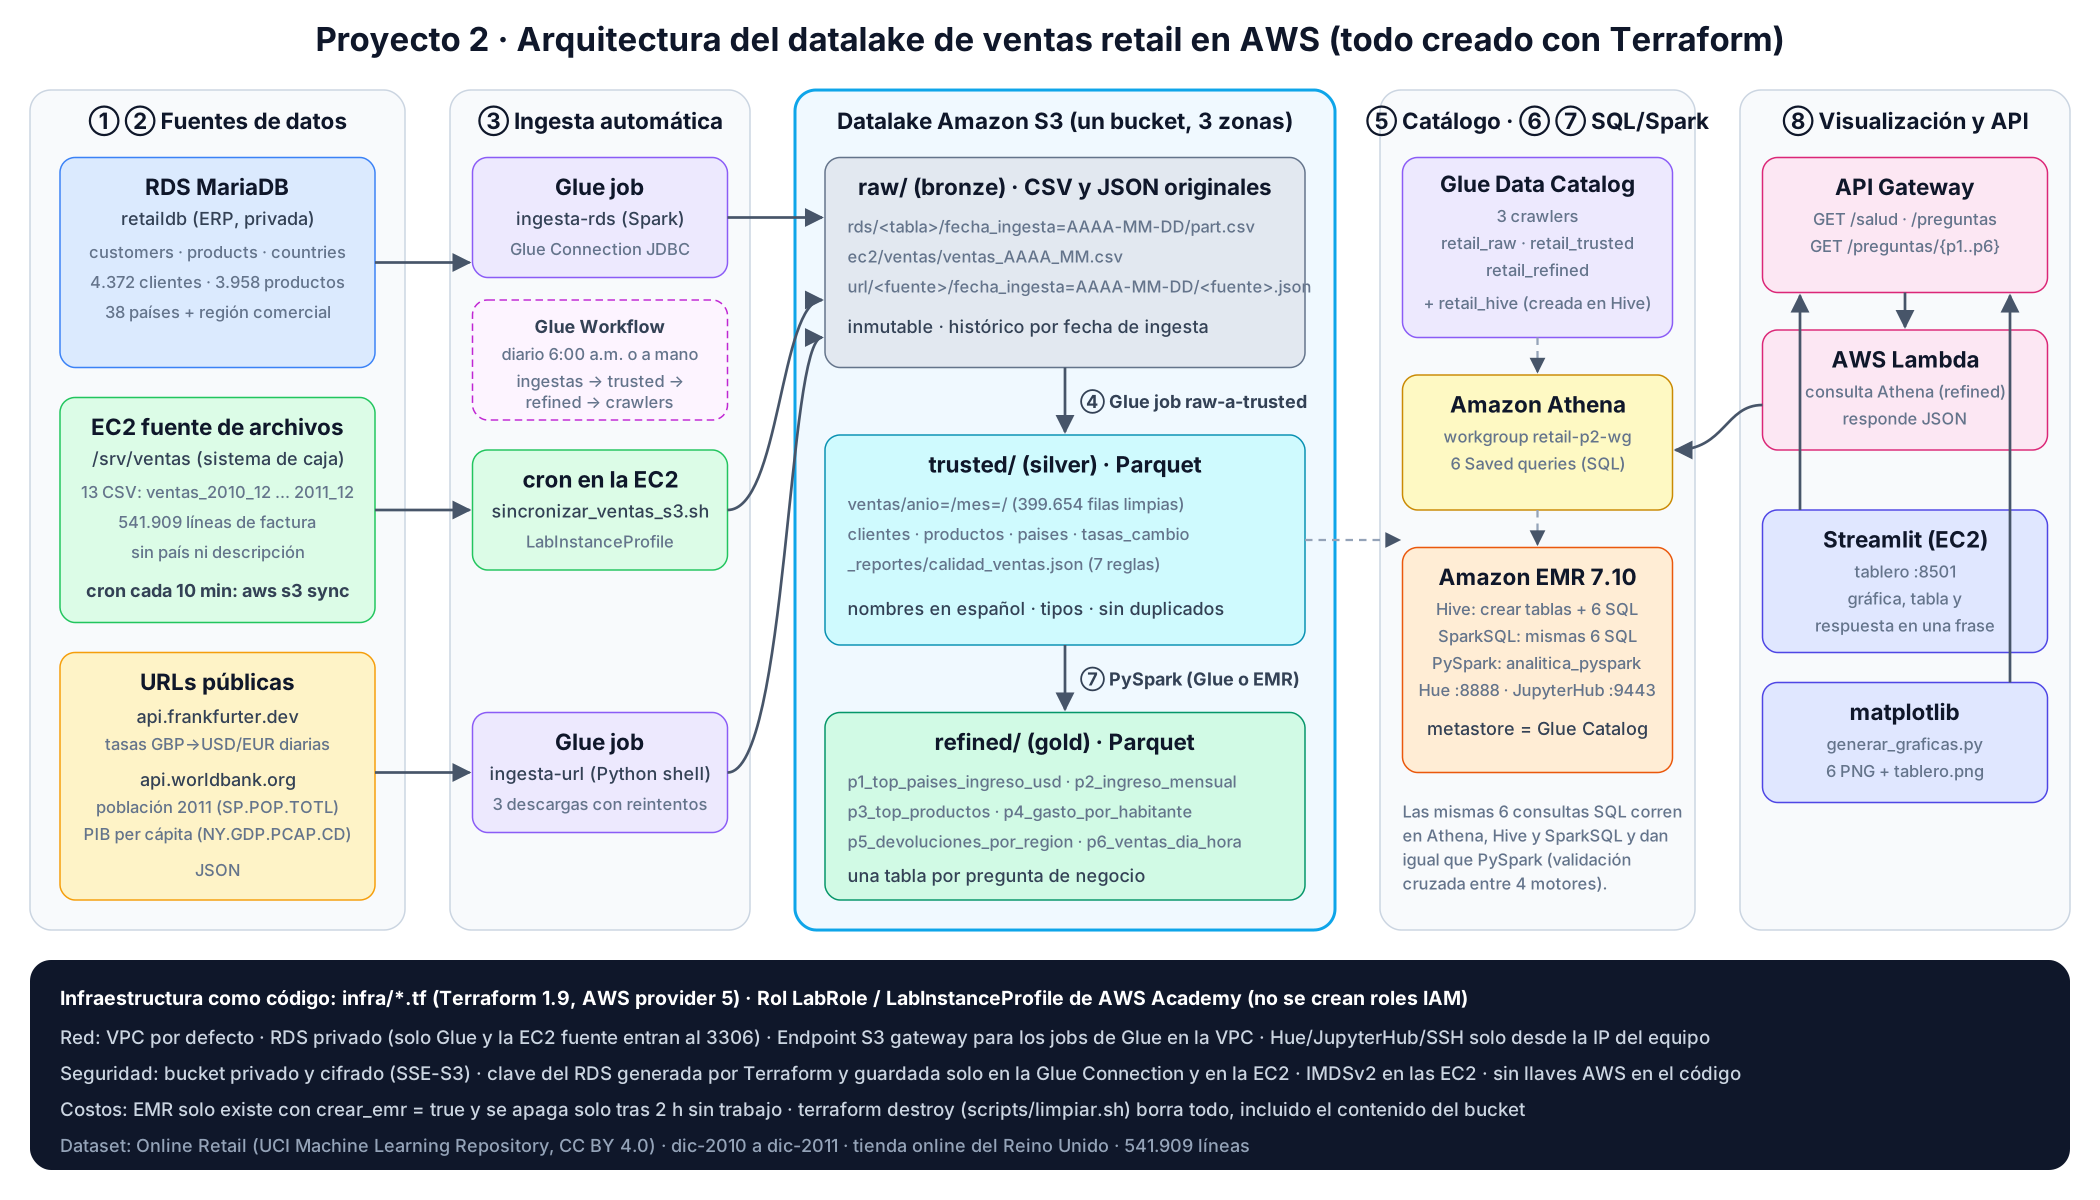 Proyecto 2 · Arquitectura del datalake de ventas retail en AWS (todo creado con Terraform)
① ② Fuentes de datos
RDS MariaDB
retaildb (ERP, privada)
customers · products · countries
4.372 clientes · 3.958 productos
38 países + región comercial
EC2 fuente de archivos
/srv/ventas (sistema de caja)
13 CSV: ventas_2010_12 ... 2011_12
541.909 líneas de factura
sin país ni descripción
cron cada 10 min: aws s3 sync
URLs públicas
api.frankfurter.dev
tasas GBP→USD/EUR diarias
api.worldbank.org
población 2011 (SP.POP.TOTL)
PIB per cápita (NY.GDP.PCAP.CD)
JSON
③ Ingesta automática
Glue job
ingesta-rds (Spark)
Glue Connection JDBC
Glue Workflow
diario 6:00 a.m. o a mano
ingestas → trusted →
refined → crawlers
cron en la EC2
sincronizar_ventas_s3.sh
LabInstanceProfile
Glue job
ingesta-url (Python shell)
3 descargas con reintentos
Datalake Amazon S3 (un bucket, 3 zonas)
raw/ (bronze) · CSV y JSON originales
rds/<tabla>/fecha_ingesta=AAAA-MM-DD/part.csv
ec2/ventas/ventas_AAAA_MM.csv
url/<fuente>/fecha_ingesta=AAAA-MM-DD/<fuente>.json
inmutable · histórico por fecha de ingesta
④ Glue job raw-a-trusted
trusted/ (silver) · Parquet
ventas/anio=/mes=/ (399.654 filas limpias)
clientes · productos · paises · tasas_cambio
_reportes/calidad_ventas.json (7 reglas)
nombres en español · tipos · sin duplicados
⑦ PySpark (Glue o EMR)
refined/ (gold) · Parquet
p1_top_paises_ingreso_usd · p2_ingreso_mensual
p3_top_productos · p4_gasto_por_habitante
p5_devoluciones_por_region · p6_ventas_dia_hora
una tabla por pregunta de negocio
⑤ Catálogo · ⑥ ⑦ SQL/Spark
Glue Data Catalog
3 crawlers
retail_raw · retail_trusted
retail_refined
+ retail_hive (creada en Hive)
Amazon Athena
workgroup retail-p2-wg
6 Saved queries (SQL)
Amazon EMR 7.10
Hive: crear tablas + 6 SQL
SparkSQL: mismas 6 SQL
PySpark: analitica_pyspark
Hue :8888 · JupyterHub :9443
metastore = Glue Catalog
Las mismas 6 consultas SQL corren
en Athena, Hive y SparkSQL y dan
igual que PySpark (validación
cruzada entre 4 motores).
⑧ Visualización y API
API Gateway
GET /salud · /preguntas
GET /preguntas/{p1..p6}
AWS Lambda
consulta Athena (refined)
responde JSON
Streamlit (EC2)
tablero :8501
gráfica, tabla y
respuesta en una frase
matplotlib
generar_graficas.py
6 PNG + tablero.png
Infraestructura como código: infra/*.tf (Terraform 1.9, AWS provider 5) · Rol LabRole / LabInstanceProfile de AWS Academy (no se crean roles IAM)
Red: VPC por defecto · RDS privado (solo Glue y la EC2 fuente entran al 3306) · Endpoint S3 gateway para los jobs de Glue en la VPC · Hue/JupyterHub/SSH solo desde la IP del equipo
Seguridad: bucket privado y cifrado (SSE-S3) · clave del RDS generada por Terraform y guardada solo en la Glue Connection y en la EC2 · IMDSv2 en las EC2 · sin llaves AWS en el código
Costos: EMR solo existe con crear_emr = true y se apaga solo tras 2 h sin trabajo · terraform destroy (scripts/limpiar.sh) borra todo, incluido el contenido del bucket
Dataset: Online Retail (UCI Machine Learning Repository, CC BY 4.0) · dic-2010 a dic-2011 · tienda online del Reino Unido · 541.909 líneas